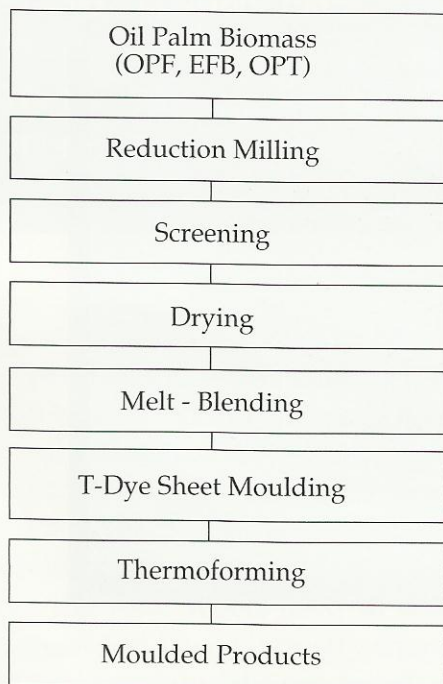 Oil Palm Biomass
(OPF, EFB, OPT)
Reduction Milling
Screening
Drying
Melt - Blending
T-Dye Sheet Moulding
Thermoforming
Moulded Products